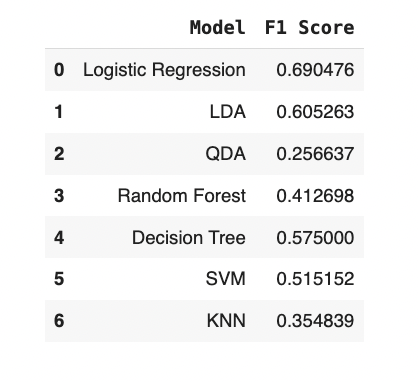 Model F1 Score
0 Logistic Regression 0.690476
1 LDA 0.605263
2 QDA 0.256637
3 Random Forest 0.412698
4 Decision Tree 0.575000
5 SVM 0.515152
6 KNN 0.354839